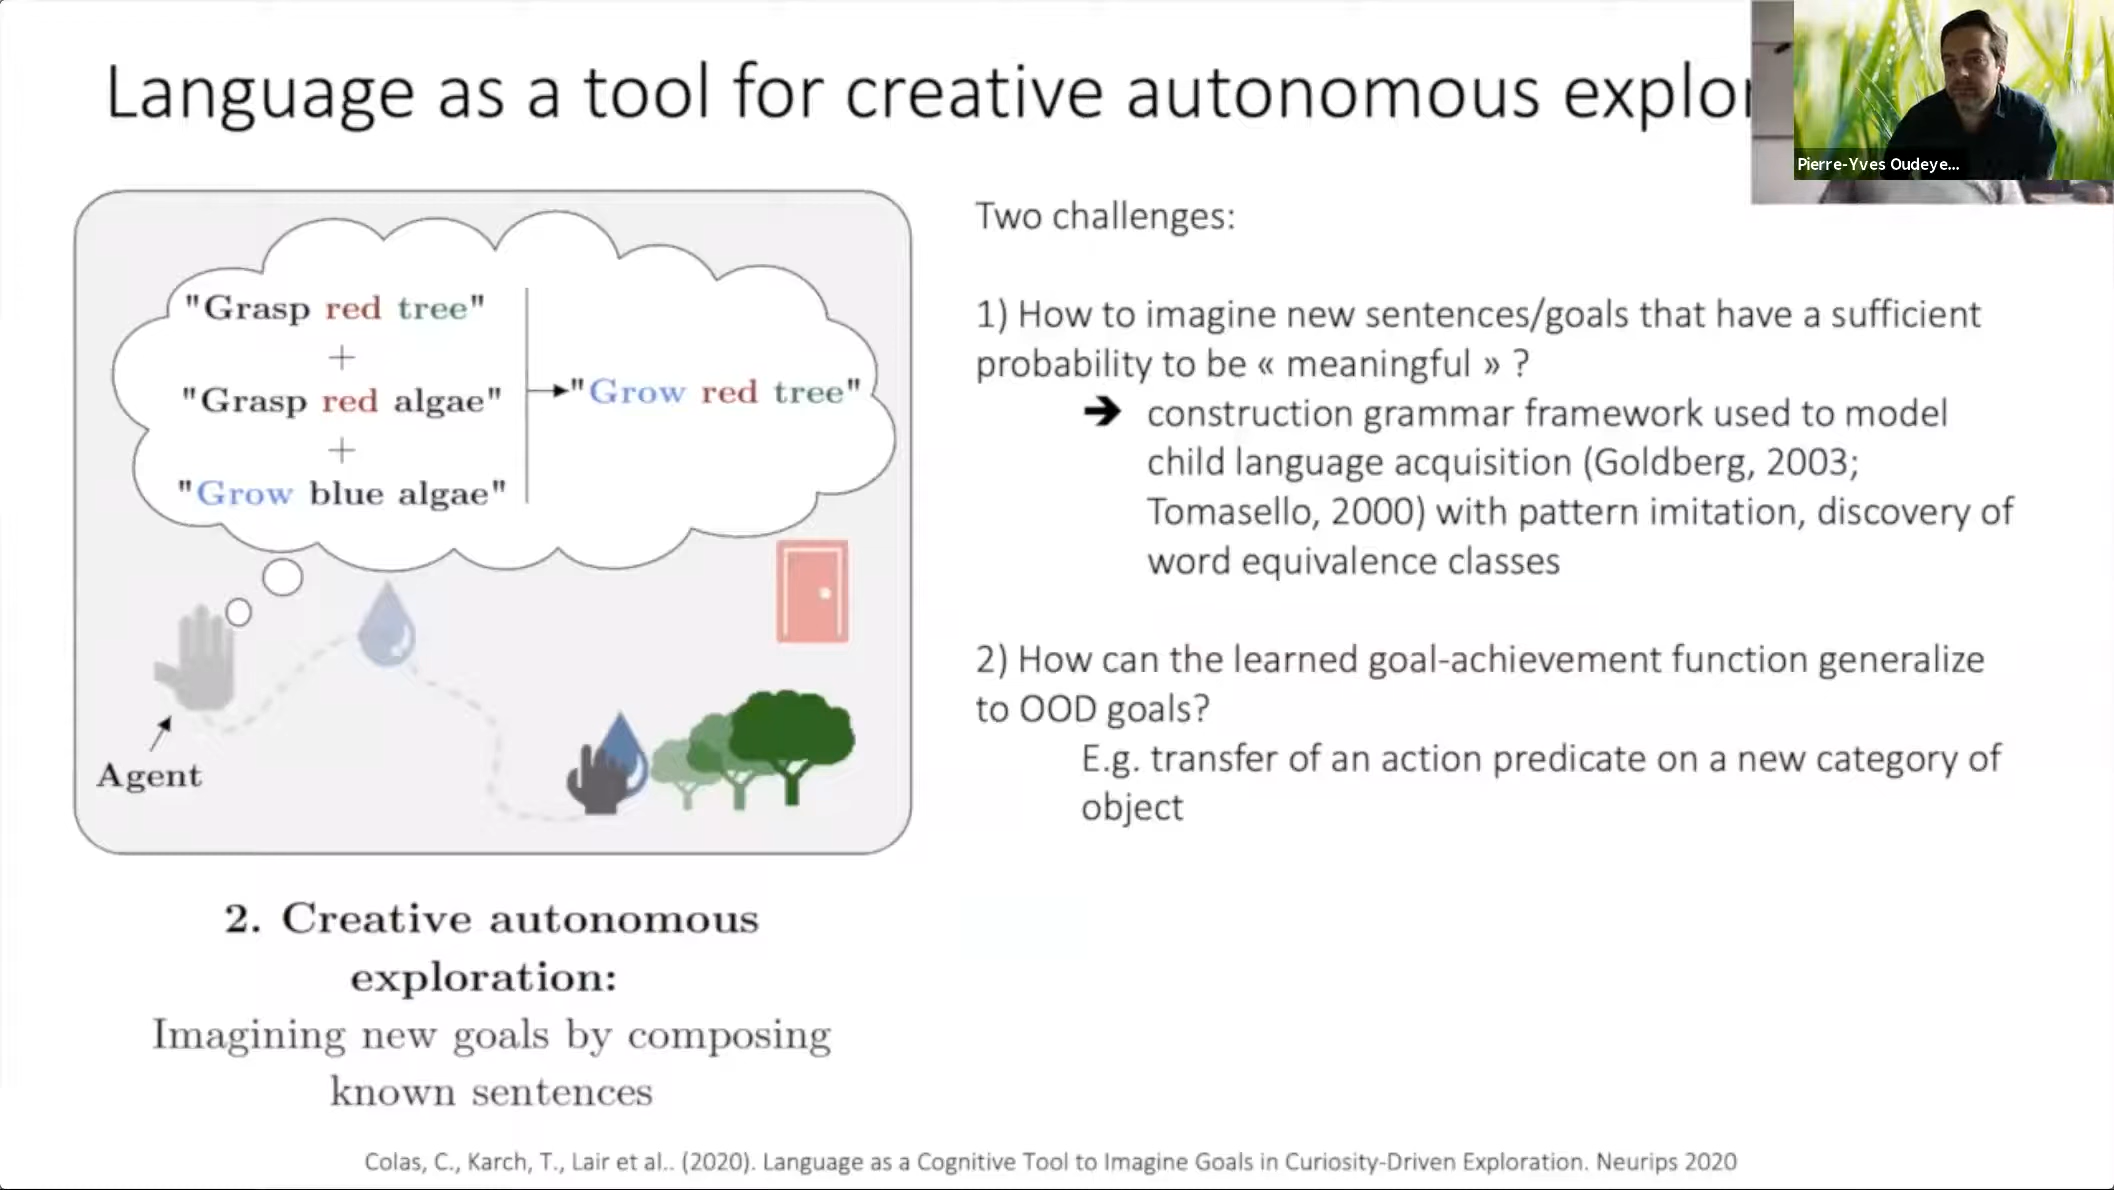 Language as a tool for creative autonomous explor
Pierre-Yves Oudeye...
"Grasp red tree"
+
"Grasp red algae"
+
"Grow blue algae"
"Grow red tree"
Agent
2. Creative autonomous
exploration:
Imagining new goals by composing
known sentences
Two challenges:
1) How to imagine new sentences/goals that have a sufficient
probability to be « meaningful » ?
➔ construction grammar framework used to model
child language acquisition (Goldberg, 2003;
Tomasello, 2000) with pattern imitation, discovery of
word equivalence classes
2) How can the learned goal-achievement function generalize
to OOD goals?
E.g. transfer of an action predicate on a new category of
object
Colas, C., Karch, T., Lair et al.. (2020). Language as a Cognitive Tool to Imagine Goals in Curiosity-Driven Exploration. Neurips 2020